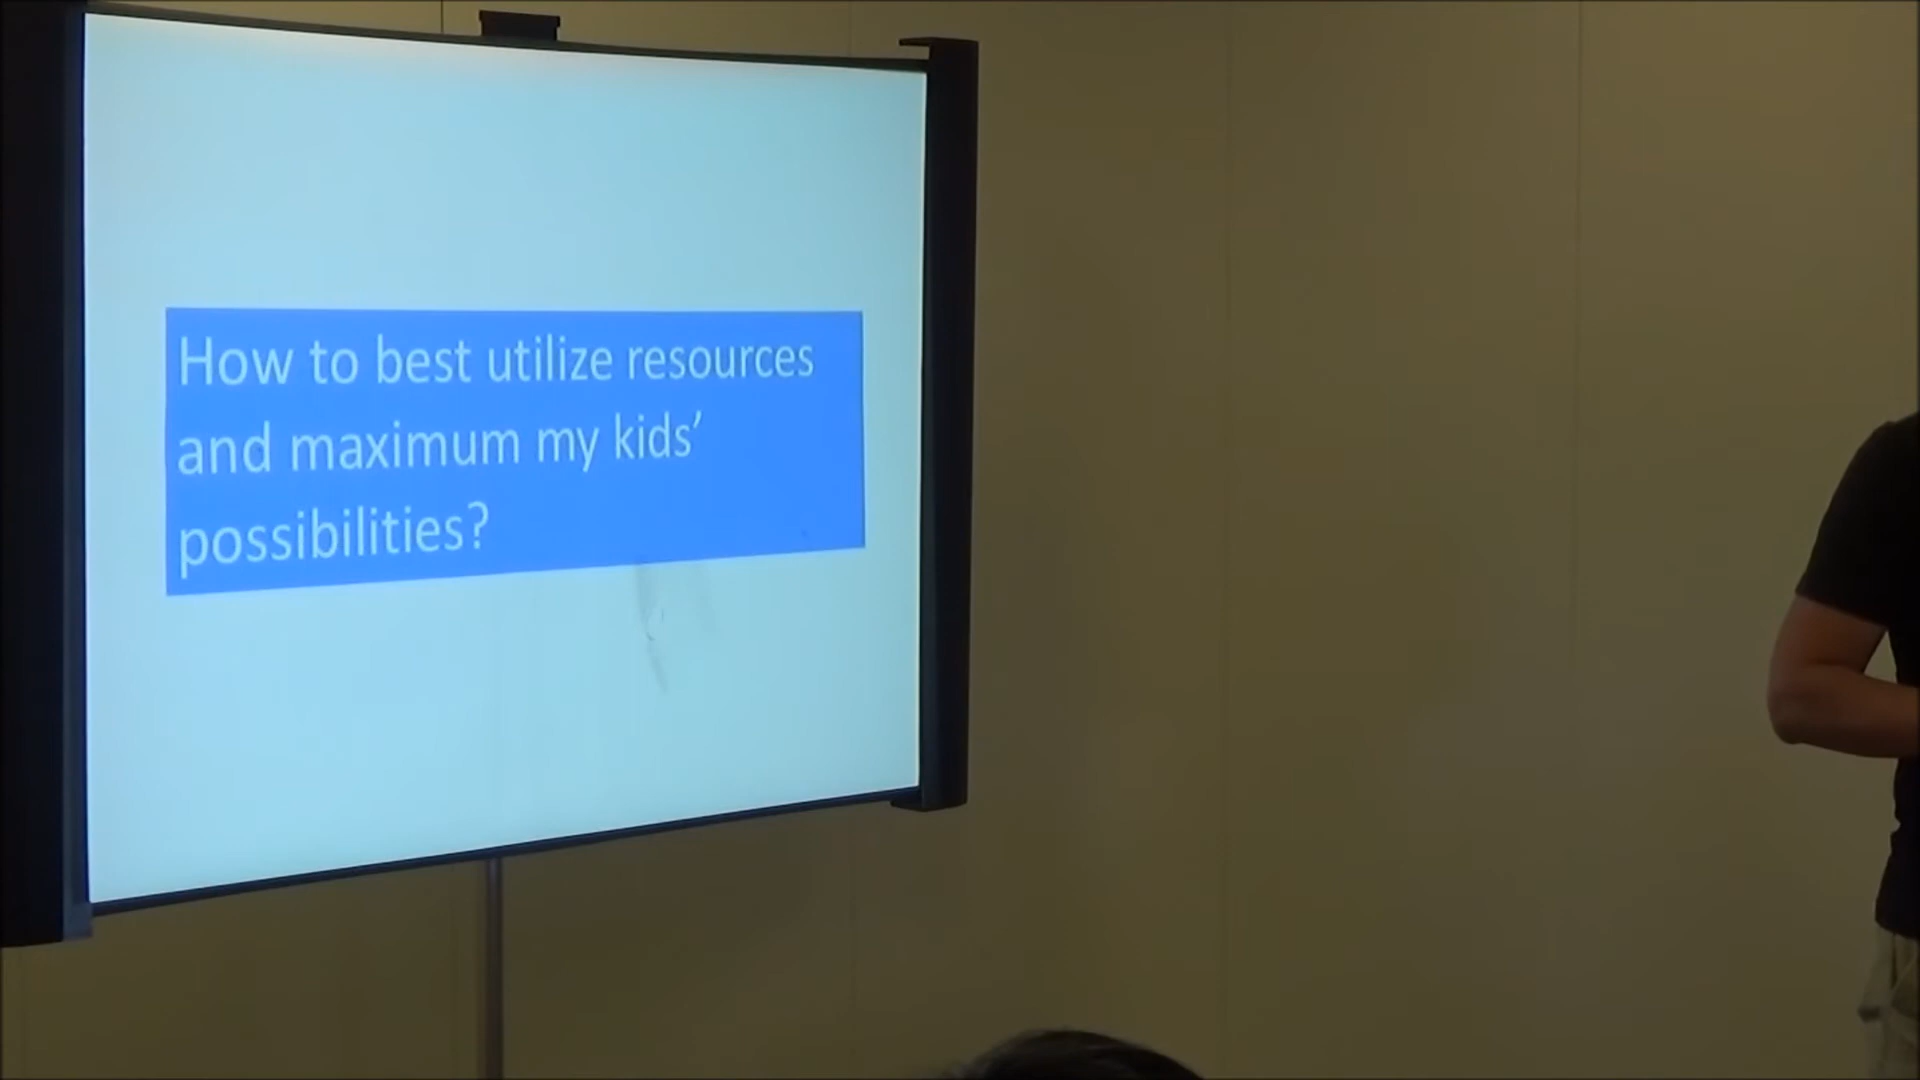 How to best utilize resources
and maximum my kids’
possibilities?